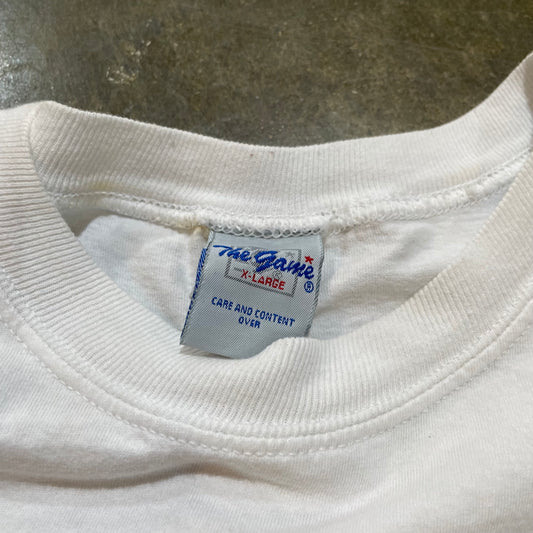 The Game
X-LARGE
®
CARE AND CONTENT
OVER